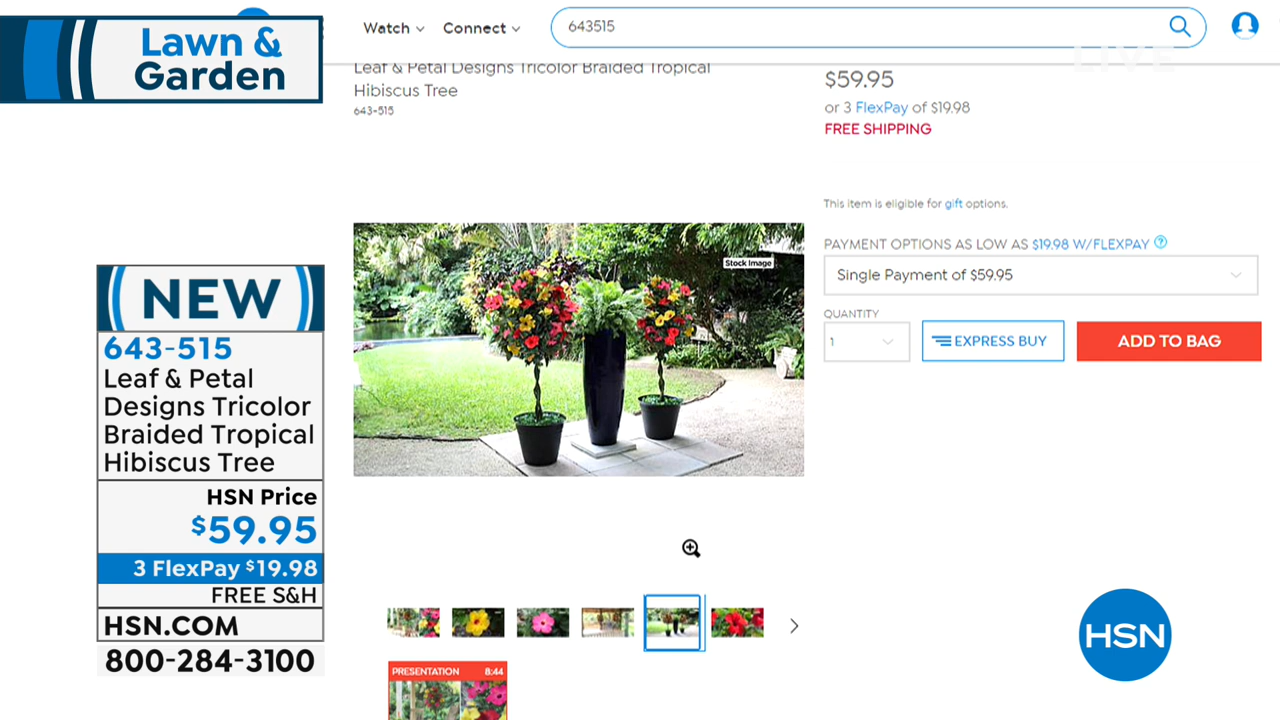 Lawn &
Garden
Watch
Connect
643515
LIVE
Leaf & Petal Designs Tricolor Braided Tropical
Hibiscus Tree
643-515
$59.95
or 3 FlexPay of $19.98
FREE SHIPPING
This item is eligible for gift options.
PAYMENT OPTIONS AS LOW AS $19.98 W/FLEXPAY ?
Single Payment of $59.95
QUANTITY
1
EXPRESS BUY
ADD TO BAG
Stock Image
NEW
643-515
Leaf & Petal
Designs Tricolor
Braided Tropical
Hibiscus Tree
HSN Price
$59.95
3 FlexPay $19.98
FREE S&H
HSN.COM
800-284-3100
PRESENTATION 8:44
HSN